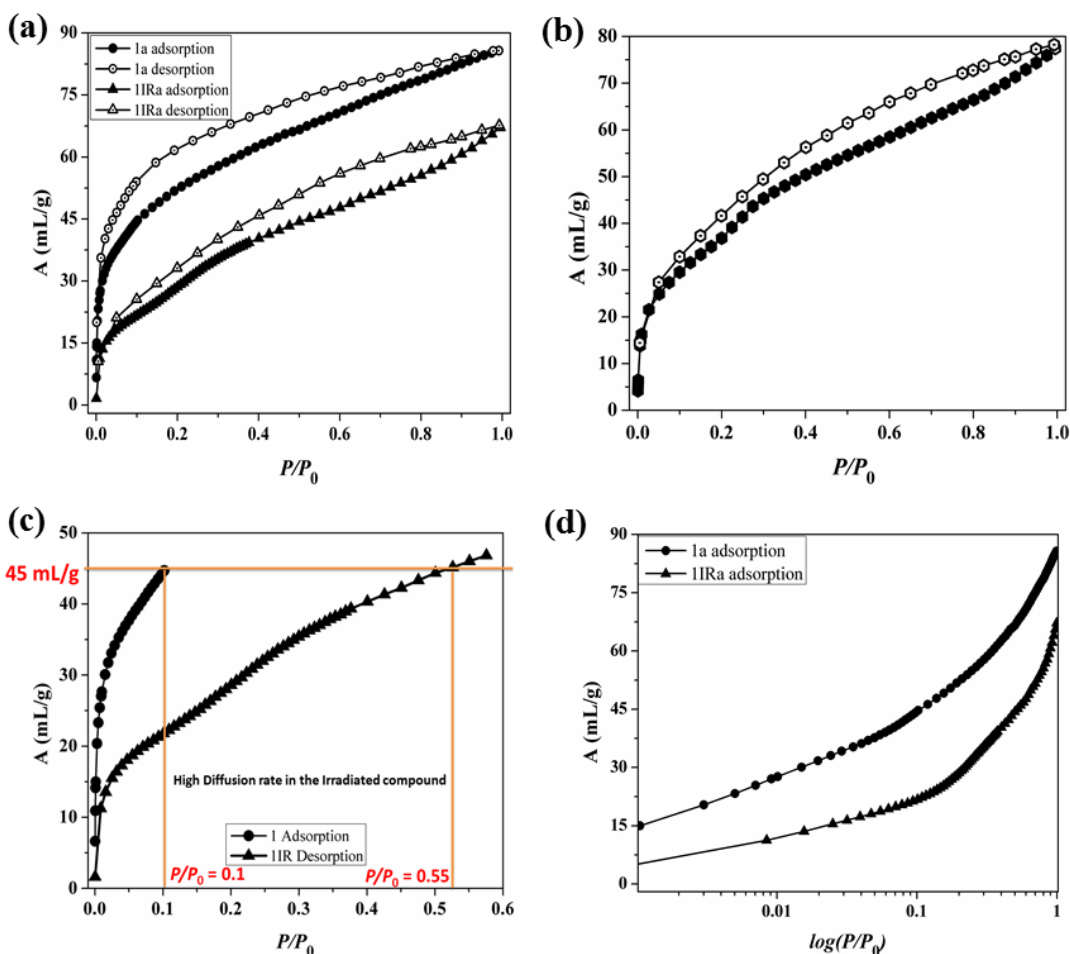 (a)
1a adsorption
1a desorption
1IRa adsorption
1IRa desorption
A (mL/g)
90
75
60
45
30
15
0
0.0 0.2 0.4 0.6 0.8 1.0
P/P0
(b)
A (mL/g)
80
70
60
50
40
30
20
10
0
0.0 0.2 0.4 0.6 0.8 1.0
P/P0
(c)
A (mL/g)
50
45 mL/g
40
30
20
10
0
High Diffusion rate in the Irradiated compound
1 Adsorption
1IR Desorption
P/P0 = 0.1
P/P0 = 0.55
0.0 0.1 0.2 0.3 0.4 0.5 0.6
P/P0
(d)
1a adsorption
1IRa adsorption
A (mL/g)
90
75
60
45
30
15
0
0.01 0.1 1
log(P/P0)